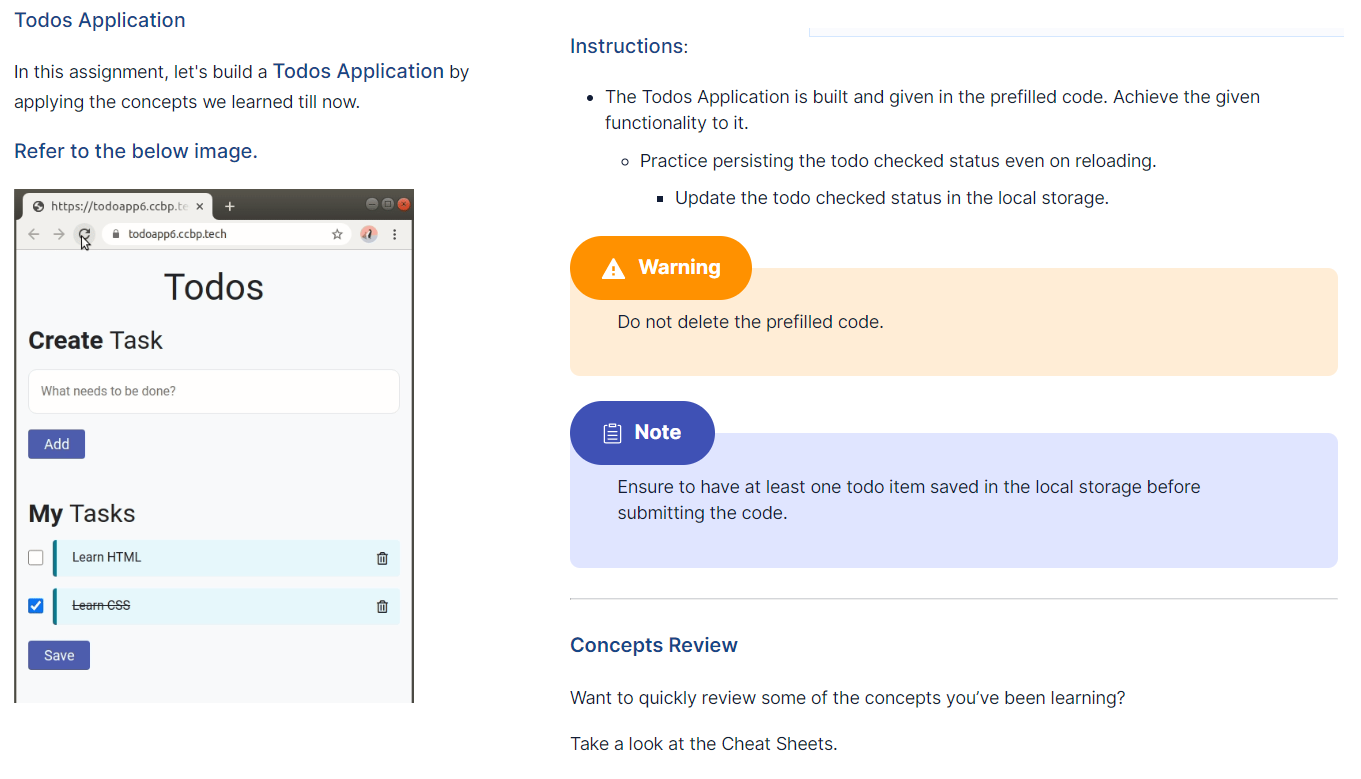 Todos Application
In this assignment, let's build a Todos Application by
applying the concepts we learned till now.
Refer to the below image.
https://todoapp6.ccbp.te
todoapp6.ccbp.tech
Todos
Create Task
What needs to be done?
Add
My Tasks
Learn HTML
Learn CSS
Save
Instructions:
The Todos Application is built and given in the prefilled code. Achieve the given
functionality to it.
Practice persisting the todo checked status even on reloading.
Update the todo checked status in the local storage.
Warning
Do not delete the prefilled code.
Note
Ensure to have at least one todo item saved in the local storage before
submitting the code.
Concepts Review
Want to quickly review some of the concepts you’ve been learning?
Take a look at the Cheat Sheets.